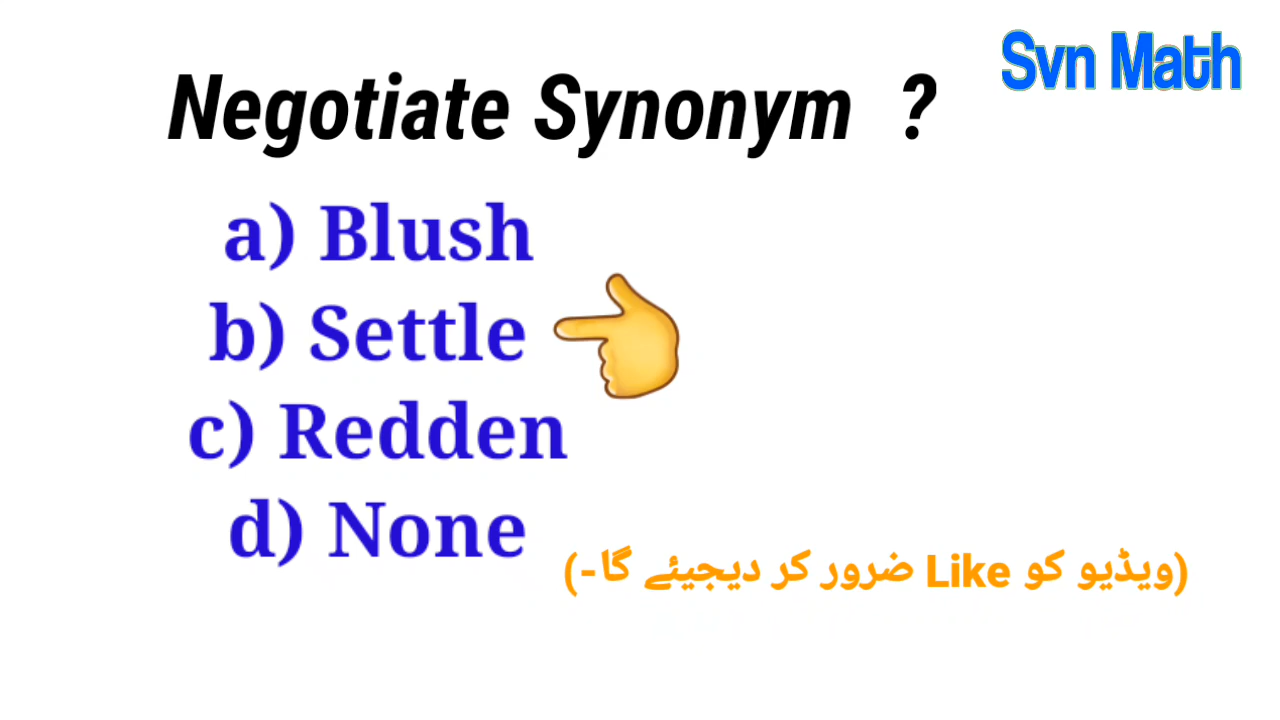 Svn Math
Negotiate Synonym ?
a) Blush
b) Settle
c) Redden
d) None
(ویڈیو کو Like ضرور کر دیجیئے گا-)